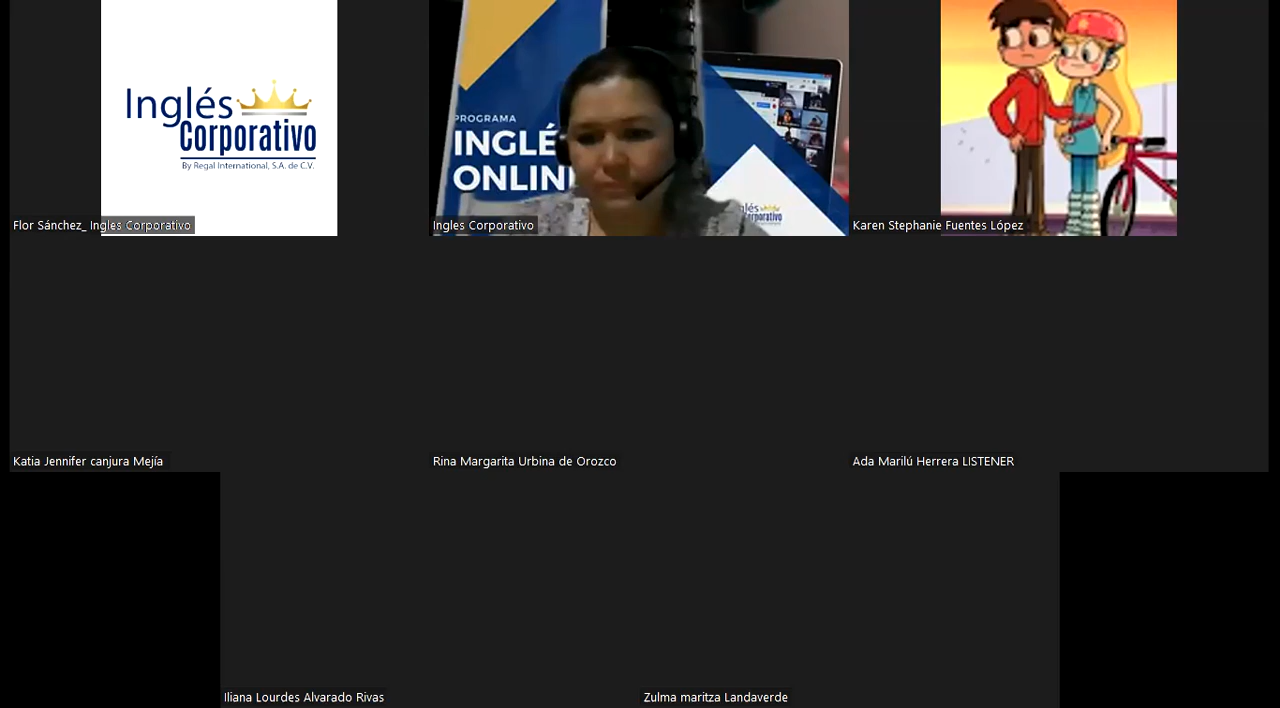 Inglés
Corporativo
By Regal International, S.A. de C.V.
Flor Sánchez_ Ingles Corporativo
PROGRAMA
INGLÉ
ONLIN
glés
Corporativo
Ingles Corporativo
Karen Stephanie Fuentes López
Katia Jennifer canjura Mejía
Rina Margarita Urbina de Orozco
Ada Marilú Herrera LISTENER
Iliana Lourdes Alvarado Rivas
Zulma maritza Landaverde